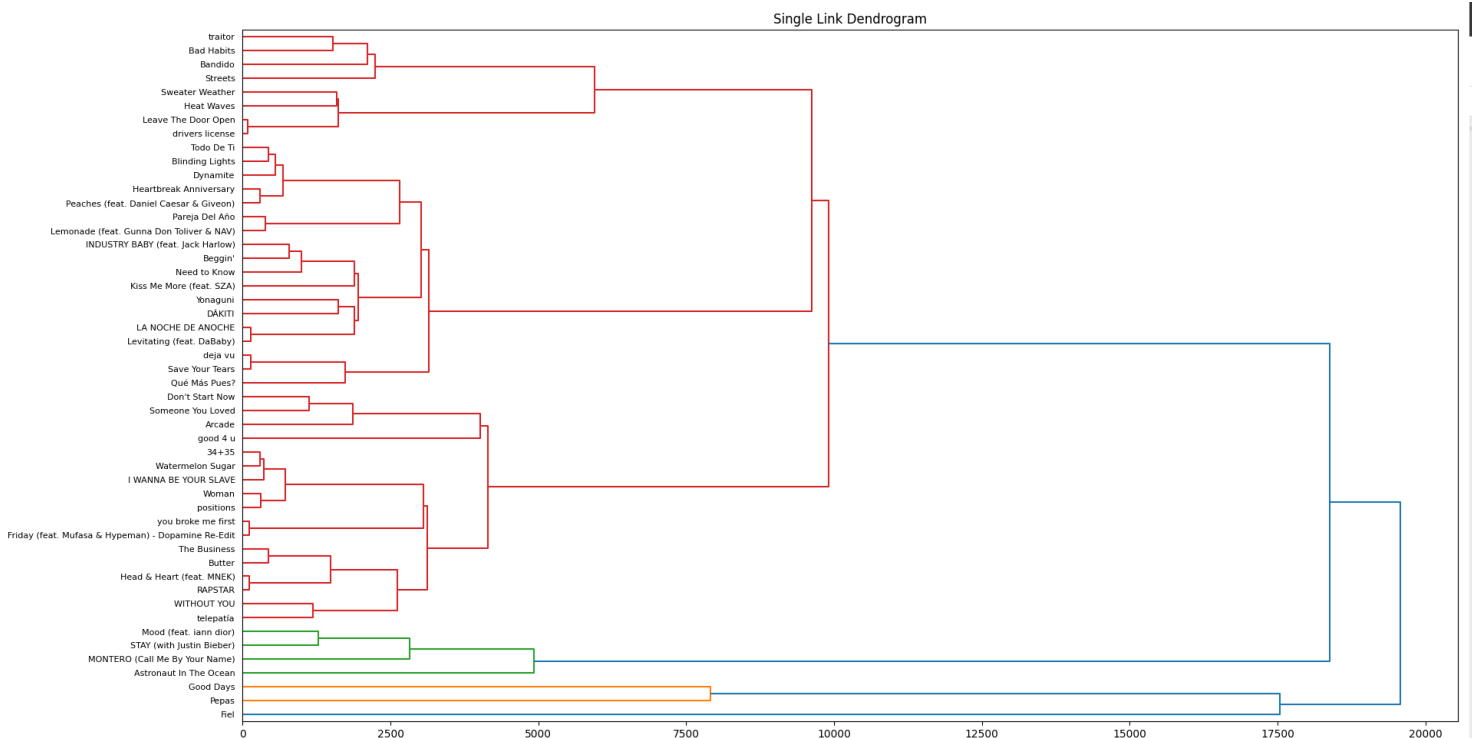 Single Link Dendrogram
traitor
Bad Habits
Bandido
Streets
Sweater Weather
Heat Waves
Leave The Door Open
drivers license
Todo De Ti
Blinding Lights
Dynamite
Heartbreak Anniversary
Peaches (feat. Daniel Caesar & Giveon)
Pareja Del Año
Lemonade (feat. Gunna Don Toliver & NAV)
INDUSTRY BABY (feat. Jack Harlow)
Beggin'
Need to Know
Kiss Me More (feat. SZA)
Yonaguni
DÁKITI
LA NOCHE DE ANOCHE
Levitating (feat. DaBaby)
deja vu
Save Your Tears
Qué Más Pues?
Don't Start Now
Someone You Loved
Arcade
good 4 u
34+35
Watermelon Sugar
I WANNA BE YOUR SLAVE
Woman
positions
you broke me first
Friday (feat. Mufasa & Hypeman) - Dopamine Re-Edit
The Business
Butter
Head & Heart (feat. MNEK)
RAPSTAR
WITHOUT YOU
telepatía
Mood (feat. iann dior)
STAY (with Justin Bieber)
MONTERO (Call Me By Your Name)
Astronaut In The Ocean
Good Days
Pepas
Fiel
0 2500 5000 7500 10000 12500 15000 17500 20000